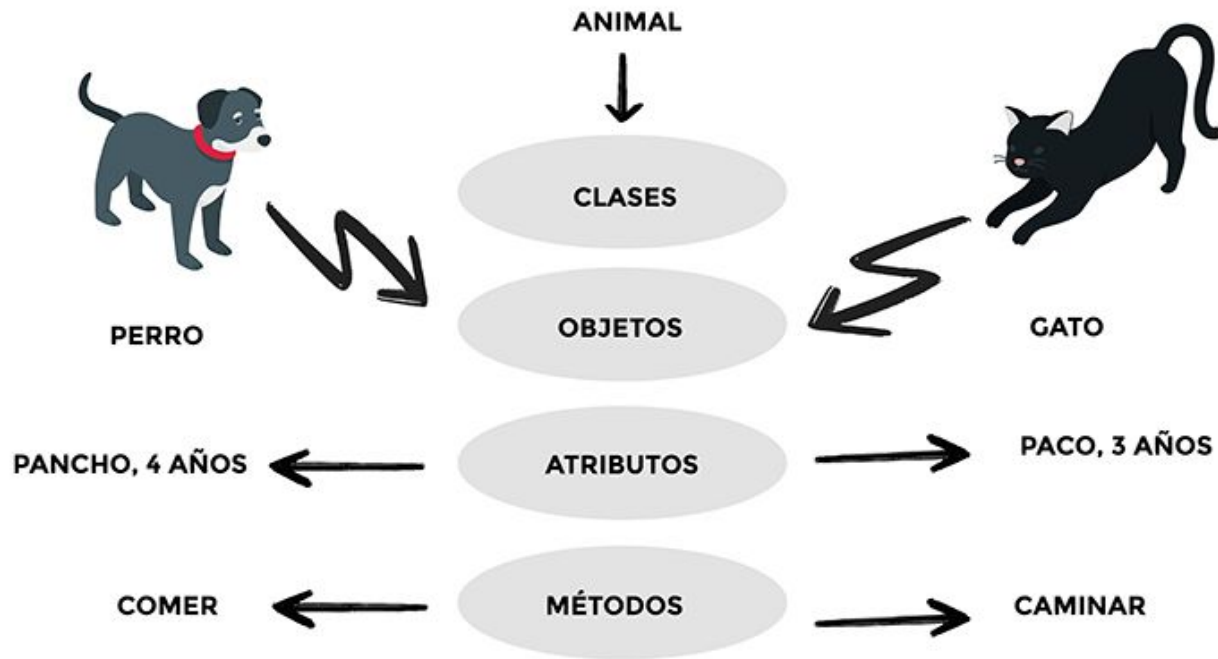 ANIMAL
CLASES
PERRO
OBJETOS
GATO
PANCHO, 4 AÑOS
ATRIBUTOS
PACO, 3 AÑOS
COMER
MÉTODOS
CAMINAR